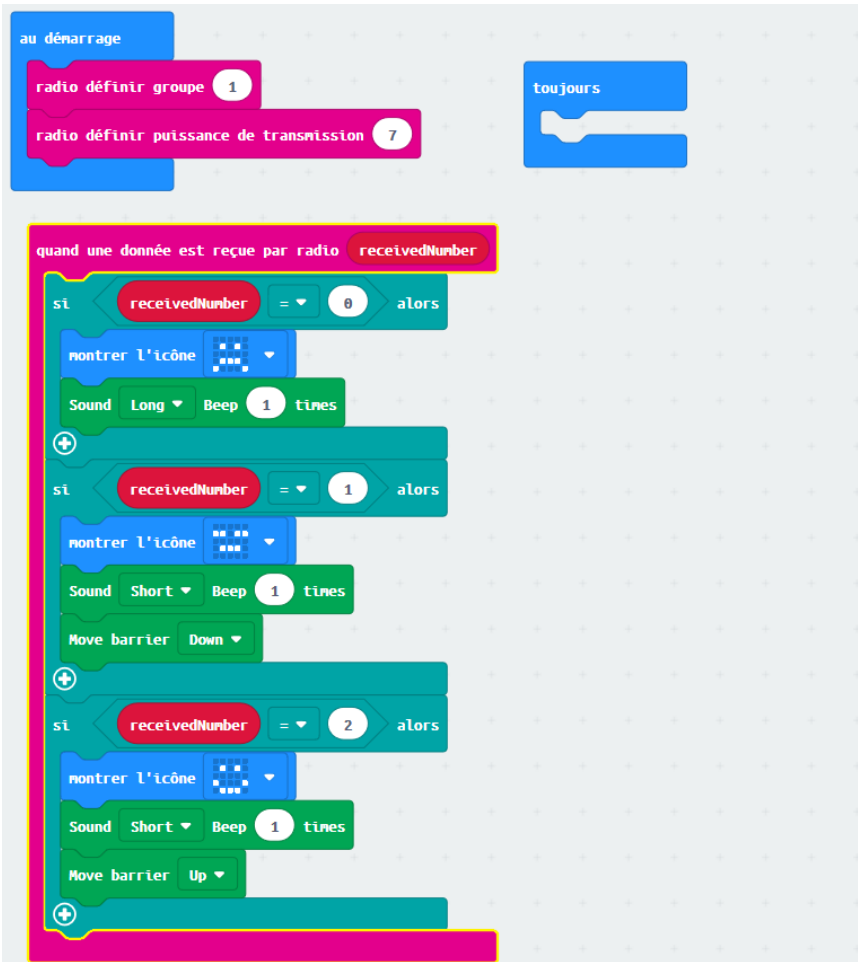 au démarrage
radio définir groupe 1
radio définir puissance de transmission 7
toujours
quand une donnée est reçue par radio receivedNumber
si receivedNumber = 0 alors
montrer l'icône
Sound Long Beep 1 times
si receivedNumber = 1 alors
montrer l'icône
Sound Short Beep 1 times
Move barrier Down
si receivedNumber = 2 alors
montrer l'icône
Sound Short Beep 1 times
Move barrier Up